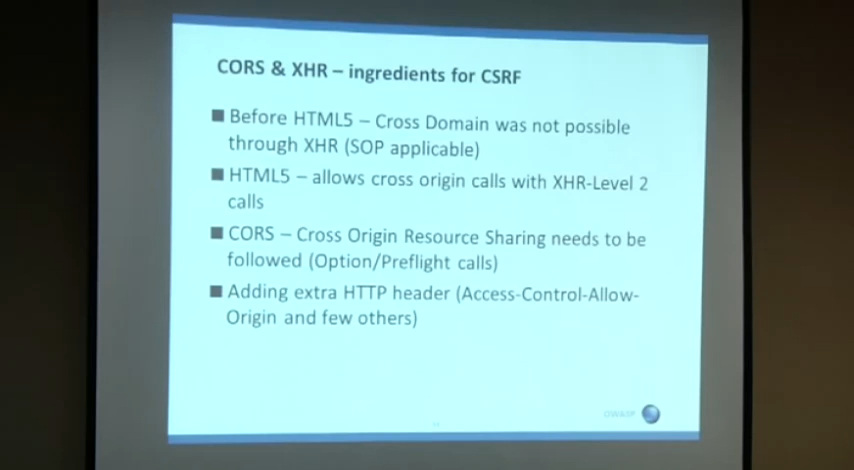 CORS & XHR – ingredients for CSRF
■ Before HTML5 – Cross Domain was not possible
through XHR (SOP applicable)
■ HTML5 – allows cross origin calls with XHR-Level 2
calls
■ CORS – Cross Origin Resource Sharing needs to be
followed (Option/Preflight calls)
■ Adding extra HTTP header (Access-Control-Allow-
Origin and few others)
OWASP